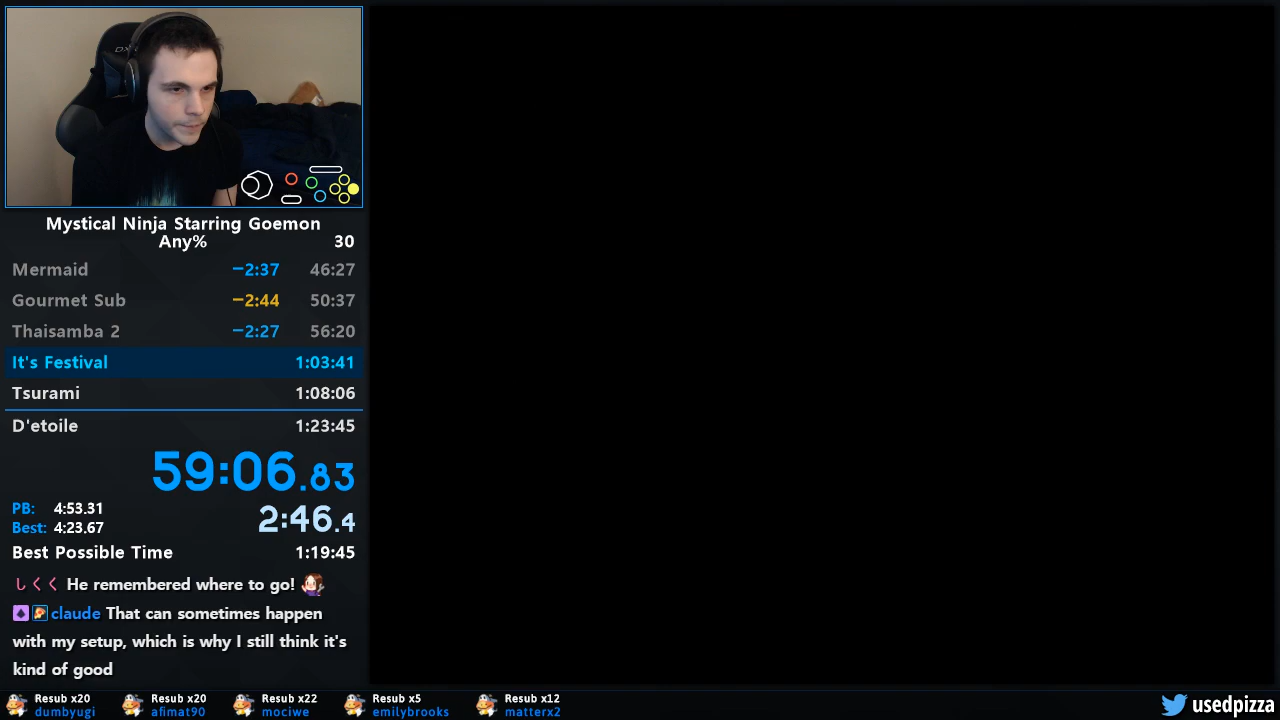 Mystical Ninja Starring Goemon
Any% 30
Mermaid −2:37 46:27
Gourmet Sub −2:44 50:37
Thaisamba 2 −2:27 56:20
It's Festival 1:03:41
Tsurami 1:08:06
D'etoile 1:23:45
59:06.83
PB: 4:53.31
Best: 4:23.67
2:46.4
Best Possible Time 1:19:45
しくく He remembered where to go!
claude That can sometimes happen
with my setup, which is why I still think it's
kind of good
Resub x20
dumbyugi
Resub x20
afimat90
Resub x22
mociwe
Resub x5
emilybrooks
Resub x12
matterx2
usedpizza